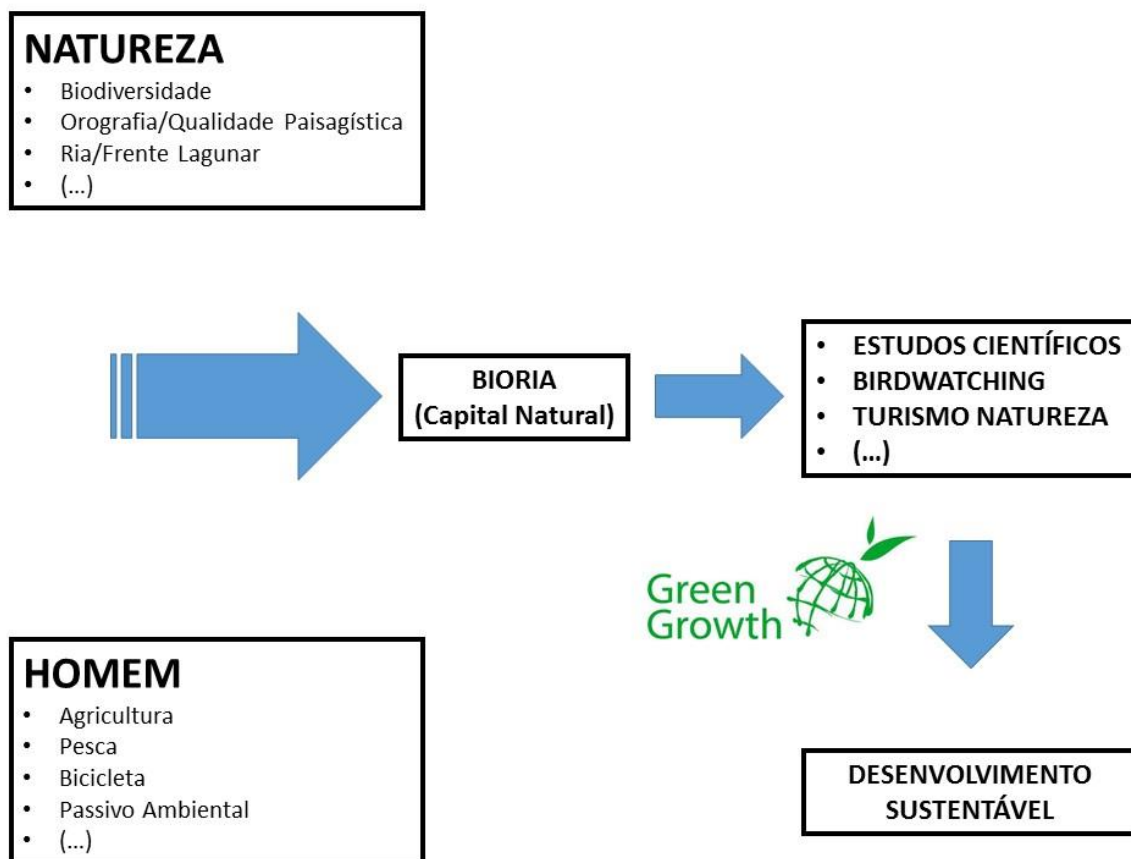 NATUREZA
• Biodiversidade
• Orografia/Qualidade Paisagística
• Ria/Frente Lagunar
• (...)
BIORIA
(Capital Natural)
• ESTUDOS CIENTÍFICOS
• BIRDWATCHING
• TURISMO NATUREZA
• (...)
Green
Growth
HOMEM
• Agricultura
• Pesca
• Bicicleta
• Passivo Ambiental
• (...)
DESENVOLVIMENTO
SUSTENTÁVEL